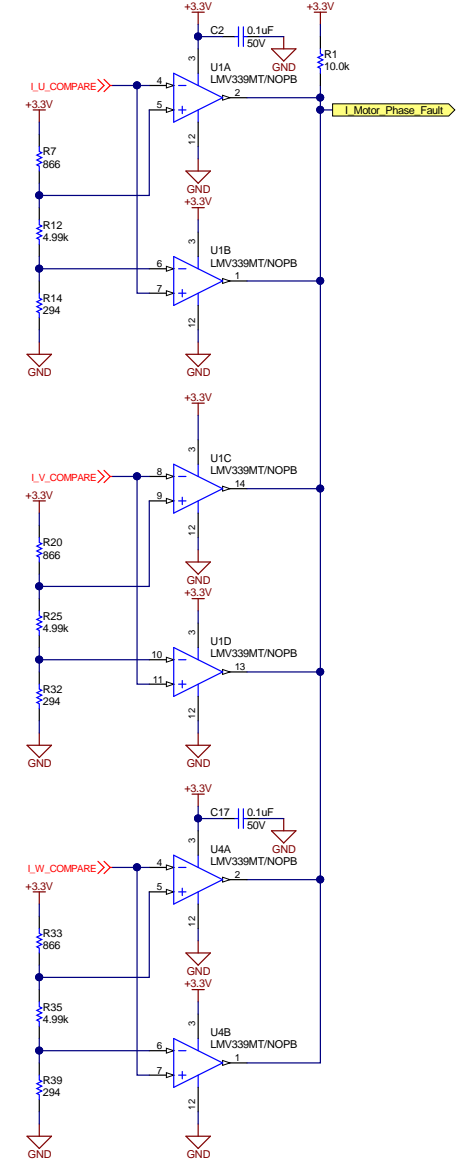 +3.3V
+3.3V
C2
0.1uF
50V
GND
R1
10.0k
3
U1A
LMV339MT/NOPB
I_U_COMPARE
4
5
2
12
GND
I_Motor_Phase_Fault
+3.3V
R7
866
+3.3V
R12
4.99k
3
U1B
LMV339MT/NOPB
6
7
1
12
GND
R14
294
GND
+3.3V
3
U1C
LMV339MT/NOPB
I_V_COMPARE
8
9
14
12
GND
+3.3V
R20
866
+3.3V
R25
4.99k
3
U1D
LMV339MT/NOPB
10
11
13
12
GND
R32
294
GND
+3.3V
C17
0.1uF
50V
GND
3
U4A
LMV339MT/NOPB
I_W_COMPARE
4
5
2
12
GND
+3.3V
R33
866
+3.3V
R35
4.99k
3
U4B
LMV339MT/NOPB
6
7
1
12
GND
R39
294
GND